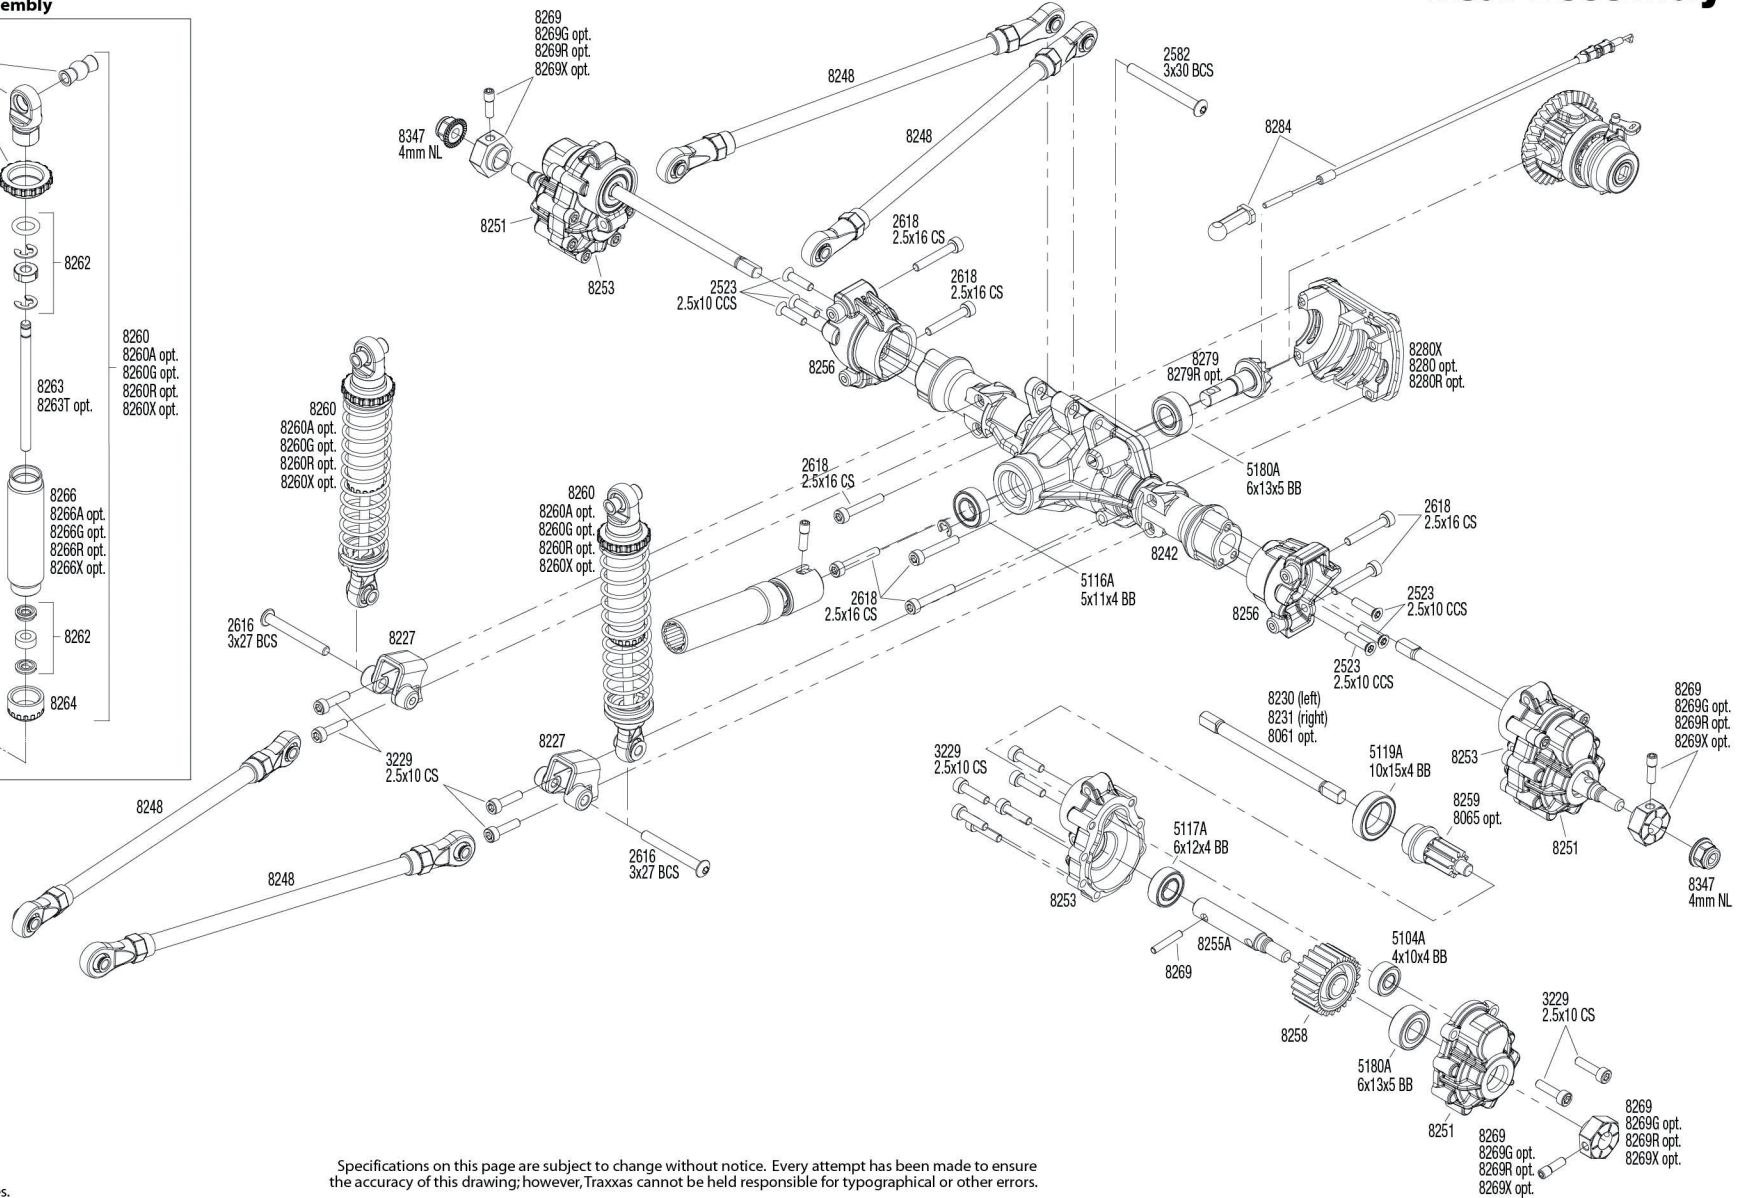 embly
8262
8263
8263T opt.
8260
8260A opt.
8260G opt.
8260R opt.
8260X opt.
8266
8266A opt.
8266G opt.
8266R opt.
8266X opt.
8262
8264
8269
8269G opt.
8269R opt.
8269X opt.
8347
4mm NL
8251
8253
8248
8248
2582
3x30 BCS
8284
2618
2.5x16 CS
2618
2.5x16 CS
2523
2.5x10 CCS
8256
8279
8279R opt.
8280X
8280 opt.
8280R opt.
8260
8260A opt.
8260G opt.
8260R opt.
8260X opt.
8260
8260A opt.
8260G opt.
8260R opt.
8260X opt.
2618
2.5x16 CS
5180A
6x13x5 BB
2618
2.5x16 CS
8242
5116A
5x11x4 BB
2618
2.5x16 CS
8256
2523
2.5x10 CCS
2523
2.5x10 CCS
2616
3x27 BCS
8227
3229
2.5x10 CS
8227
2616
3x27 BCS
8248
8248
8230 (left)
8231 (right)
8061 opt.
5119A
10x15x4 BB
8259
8065 opt.
8253
8269
8269G opt.
8269R opt.
8269X opt.
8251
8347
4mm NL
3229
2.5x10 CS
8253
5117A
6x12x4 BB
8255A
8269
5104A
4x10x4 BB
8258
5180A
6x13x5 BB
3229
2.5x10 CS
8251
8269
8269G opt.
8269R opt.
8269X opt.
8269
8269G opt.
8269R opt.
8269X opt.
Specifications on this page are subject to change without notice. Every attempt has been made to ensure
the accuracy of this drawing; however, Traxxas cannot be held responsible for typographical or other errors.
s.